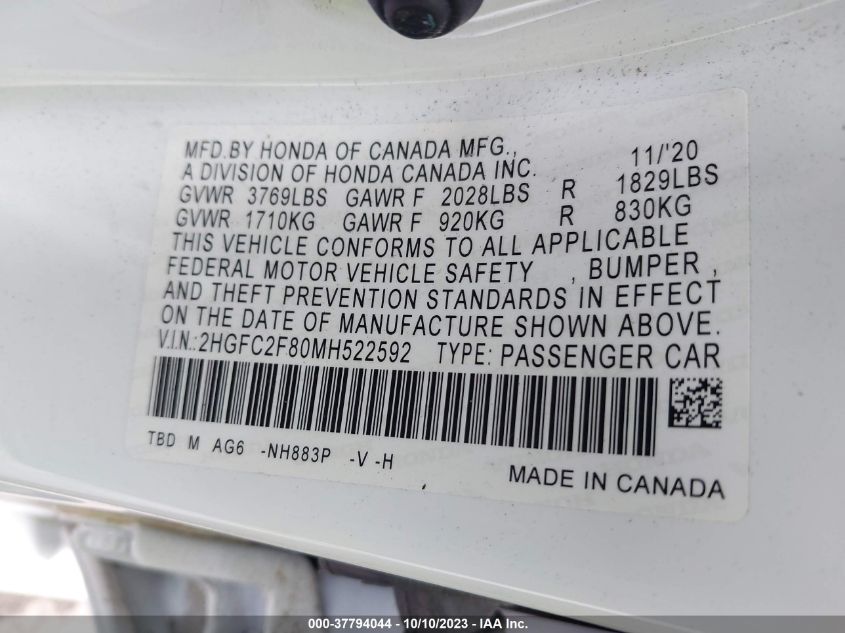 MFD.BY HONDA OF CANADA MFG., 11/'20
A DIVISION OF HONDA CANADA INC.
GVWR 3769LBS GAWR F 2028LBS R 1829LBS
GVWR 1710KG GAWR F 920KG R 830KG
THIS VEHICLE CONFORMS TO ALL APPLICABLE
FEDERAL MOTOR VEHICLE SAFETY , BUMPER ,
AND THEFT PREVENTION STANDARDS IN EFFECT
ON THE DATE OF MANUFACTURE SHOWN ABOVE.
V.I.N.:2HGFC2F80MH522592 TYPE: PASSENGER CAR
TBD M AG6 -NH883P -V -H
MADE IN CANADA
000-37794044 - 10/10/2023 - IAA Inc.